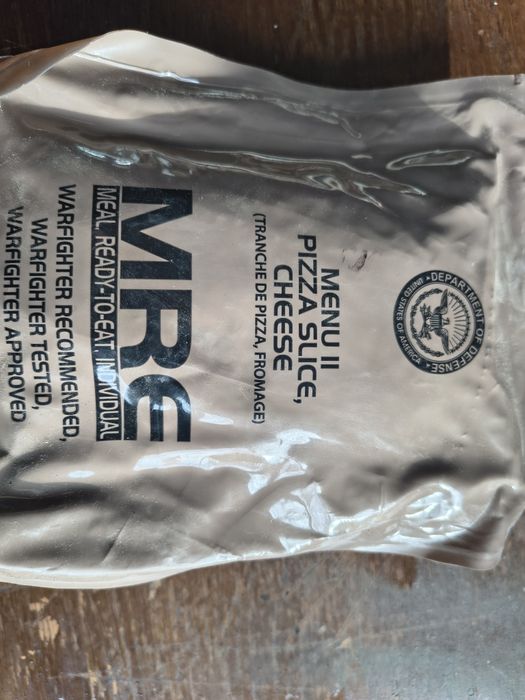 DEPARTMENT OF DEFENSE
UNITED STATES OF AMERICA
MENU 11
PIZZA SLICE,
CHEESE
(TRANCHE DE PIZZA, FROMAGE)
MRE
MEAL, READY-TO-EAT, INDIVIDUAL
WARFIGHTER RECOMMENDED,
WARFIGHTER TESTED,
WARFIGHTER APPROVED